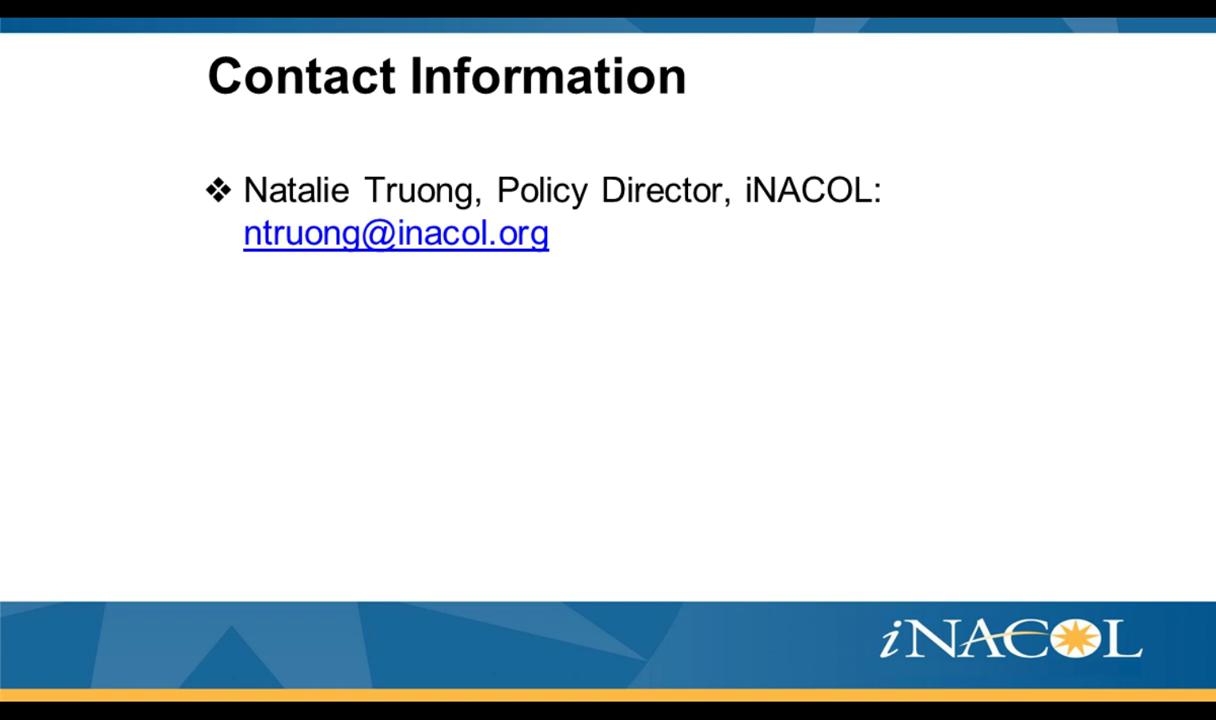 Contact Information
❖ Natalie Truong, Policy Director, iNACOL:
ntruong@inacol.org
iNACOL